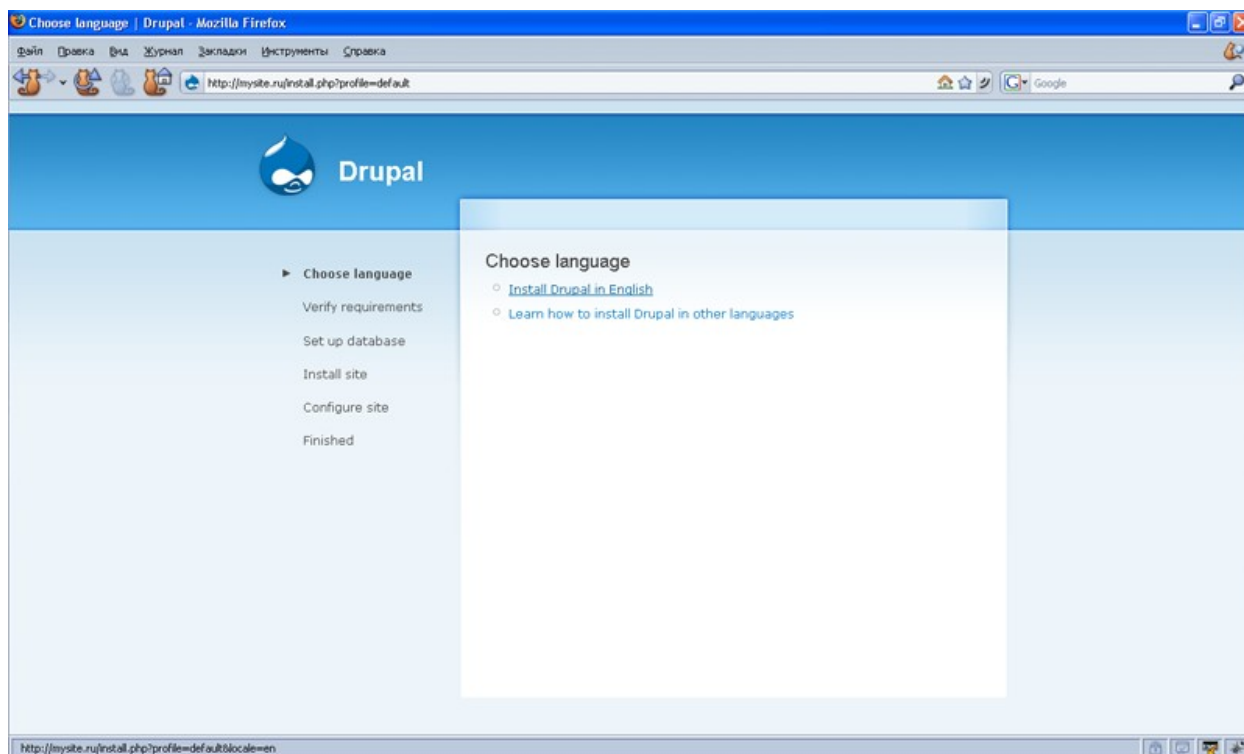 Choose language | Drupal - Mozilla Firefox
Файл Правка Вид Журнал Закладки Инструменты Справка
http://mysite.ru/install.php?profile=default
Google
Drupal
Choose language
Verify requirements
Set up database
Install site
Configure site
Finished
Choose language
Install Drupal in English
Learn how to install Drupal in other languages
http://mysite.ru/install.php?profile=default&locale=en